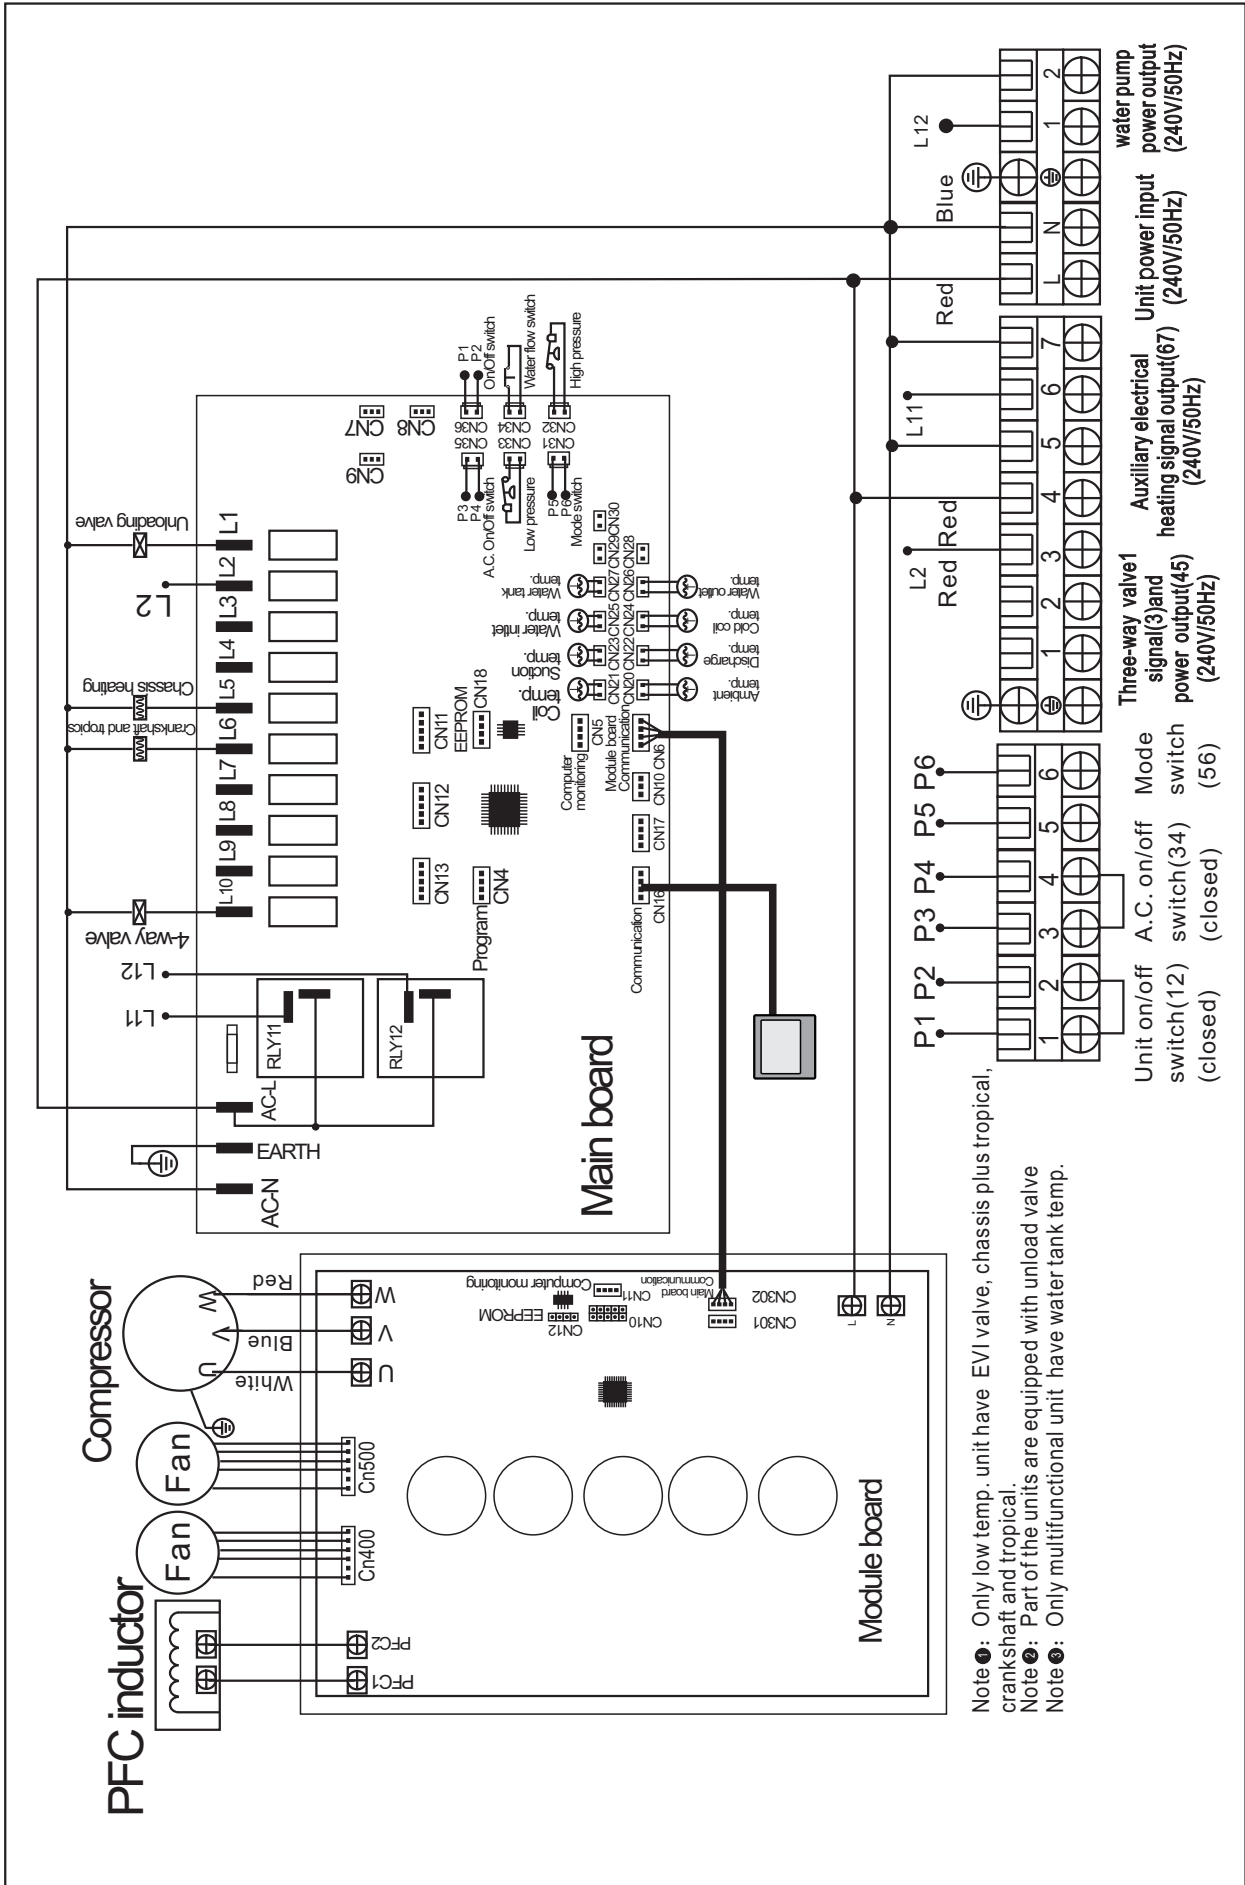 PFC inductor
Compressor
Fan
Fan
U
V
W
White
Blue
Red
PFC1
PFC2
Cn400
Cn500
U
V
W
EEPROM
Computer monitoring
CN12
CN11
CN10
Main board
Communication
CN301
CN302
L
N
Module board
AC-N
EARTH
AC-L
RLY11
RLY12
L11
L12
4-way valve
L10
L9
L8
L7
L6
L5
L4
L3
L2
L1
Crankshaft and tropics
Chassis heating
L2
Unloading valve
Main board
Program
CN4
CN13
CN12
CN11
EEPROM
CN18
CN9
CN7
CN8
Communication
CN16
CN17
CN10
CN6
Module board
Communication
CN5
Computer
monitoring
Coil
temp.
Suction
temp.
Water intlet
temp.
Water tank
temp.
CN21
CN23
CN25
CN27
CN29
CN30
CN20
CN22
CN24
CN26
CN28
Ambient
temp.
Discharge
temp.
Cold coil
temp.
Water outlet
temp.
P3
P4
A.C. On/Off switch
Low pressure
P5
P6
Mode switch
CN35
CN33
CN31
CN36
CN34
CN32
P1
P2
On/Off switch
Water flow switch
High pressure
P1
P2
P3
P4
P5
P6
1
2
3
4
5
6
Unit on/off
switch(12)
(closed)
A.C. on/off
switch(34)
(closed)
Mode
switch
(56)
L2
Red
Red
L11
Red
Blue
L12
1
2
3
4
5
6
7
L
N
1
2
Three-way valve1
signal(3)and
power output(45)
(240V/50Hz)
Auxiliary electrical
heating signal output(67)
(240V/50Hz)
Unit power input
(240V/50Hz)
water pump
power output
(240V/50Hz)
Note❶: Only low temp. unit have EVI valve, chassis plus tropical,
crankshaft and tropical.
Note❷: Part of the units are equipped with unload valve
Note❸: Only multifunctional unit have water tank temp.